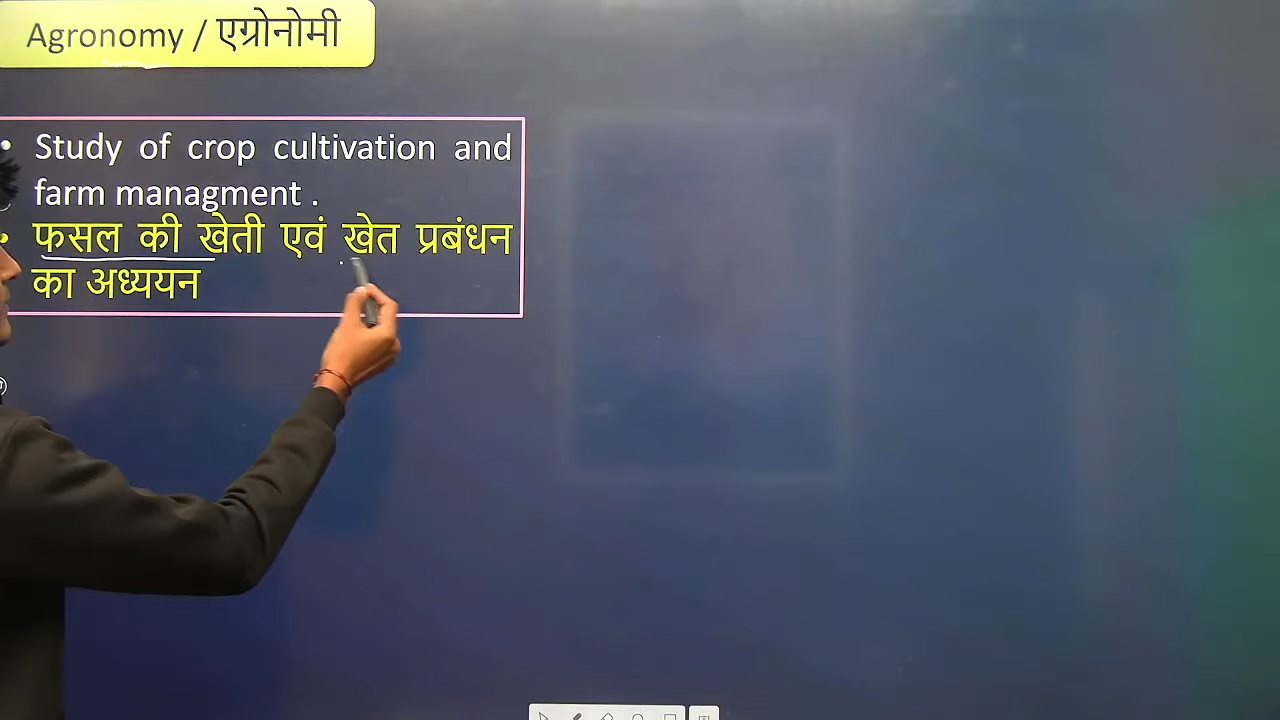 Agronomy / एग्रोनोमी
• Study of crop cultivation and
farm managment .
• फसल की खेती एवं खेत प्रबंधन
का अध्ययन